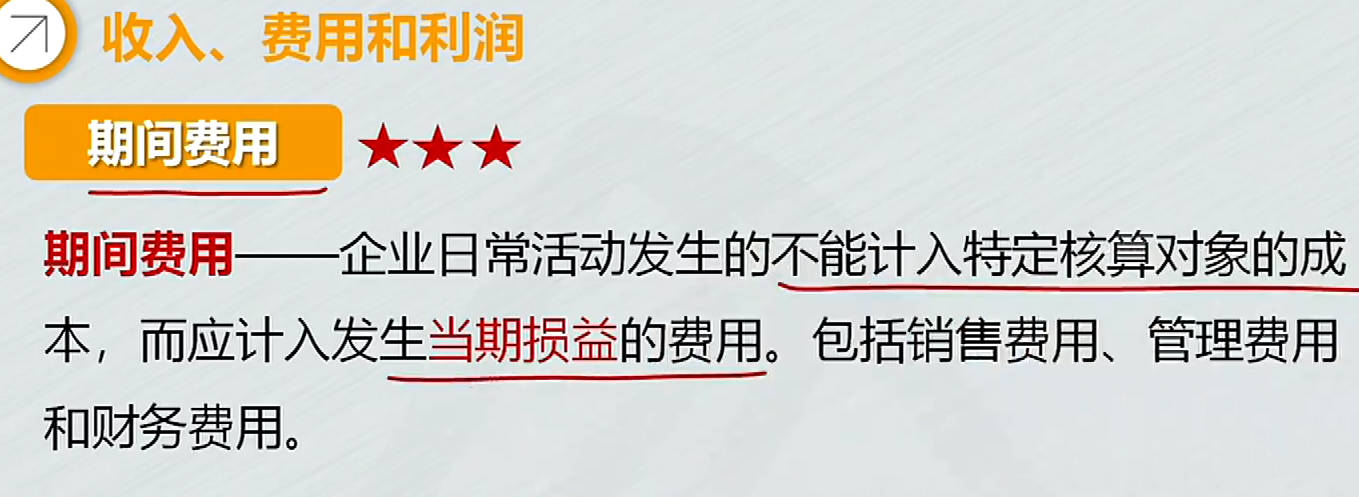 收入、费用和利润
期间费用 ★★★
期间费用——企业日常活动发生的不能计入特定核算对象的成
本，而应计入发生当期损益的费用。包括销售费用、管理费用
和财务费用。